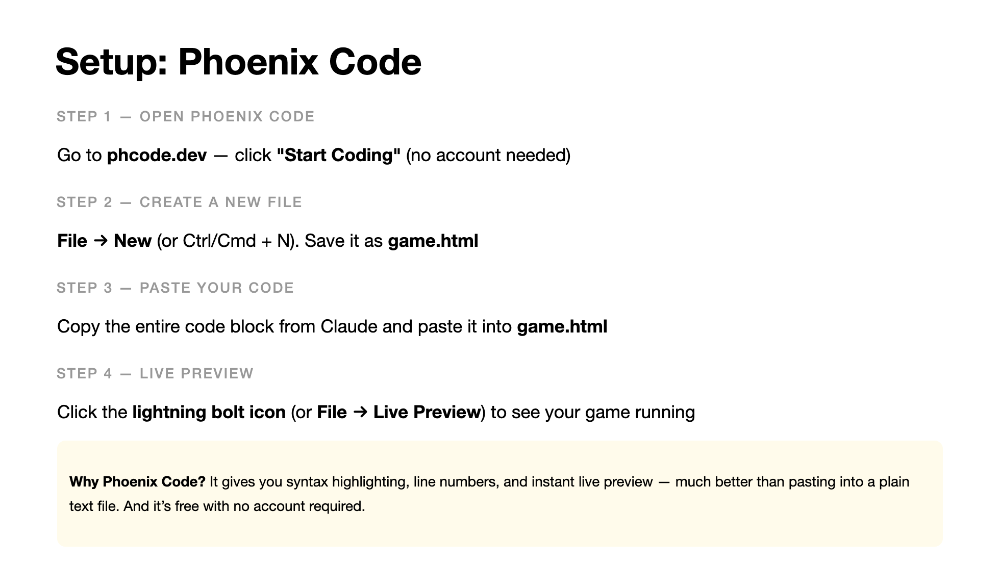 Setup: Phoenix Code
STEP 1 — OPEN PHOENIX CODE
Go to phcode.dev — click "Start Coding" (no account needed)
STEP 2 — CREATE A NEW FILE
File → New (or Ctrl/Cmd + N). Save it as game.html
STEP 3 — PASTE YOUR CODE
Copy the entire code block from Claude and paste it into game.html
STEP 4 — LIVE PREVIEW
Click the lightning bolt icon (or File → Live Preview) to see your game running
Why Phoenix Code? It gives you syntax highlighting, line numbers, and instant live preview — much better than pasting into a plain
text file. And it’s free with no account required.